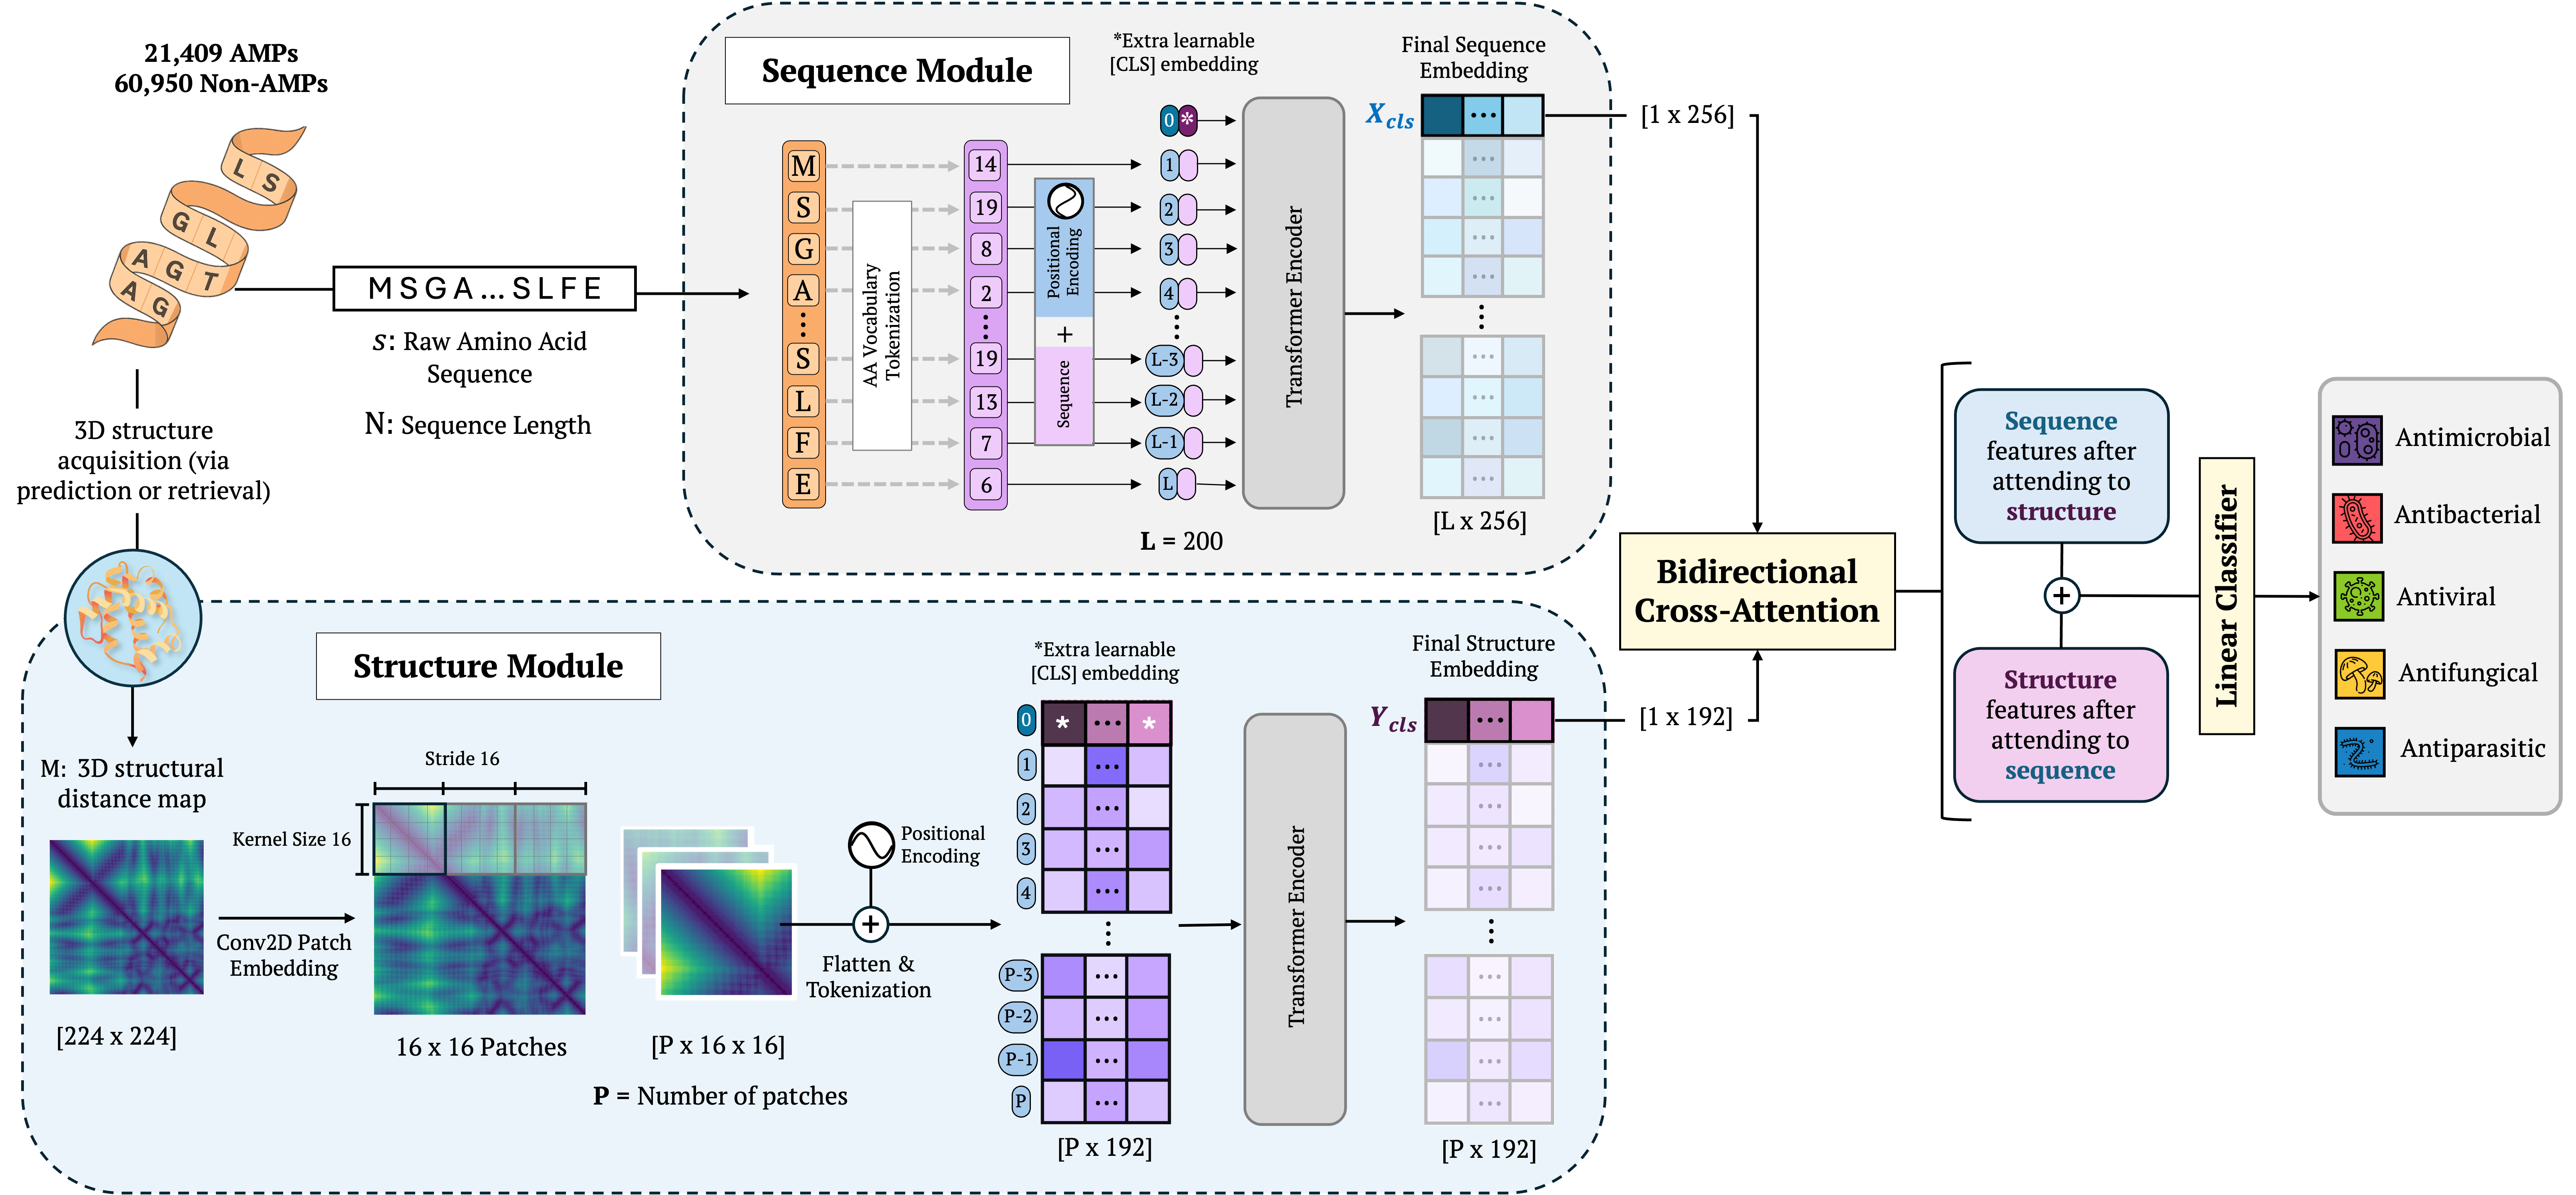 21,409 AMPs
60,950 Non-AMPs
L S
G L
A G T
A G
M S G A ... S L F E
s: Raw Amino Acid
Sequence
N: Sequence Length
3D structure
acquisition (via
prediction or retrieval)
Sequence Module
*Extra learnable
[CLS] embedding
Final Sequence
Embedding
M
S
G
A
⋮
S
L
F
E
AA Vocabulary
Tokenization
14
19
8
2
⋮
19
13
7
6
Positional
Encoding
+
Sequence
0 *
1
2
3
4
⋮
L-3
L-2
L-1
L
L = 200
Transformer Encoder
Xcls
...
...
...
...
...
⋮
...
...
...
...
[L x 256]
[1 x 256]
Structure Module
M: 3D structural
distance map
[224 x 224]
Conv2D Patch
Embedding
Stride 16
Kernel Size 16
16 x 16 Patches
[P x 16 x 16]
P = Number of patches
Positional
Encoding
+
Flatten &
Tokenization
*Extra learnable
[CLS] embedding
0 * ... *
1 ...
2 ...
3 ...
4 ...
⋮
P-3 ...
P-2 ...
P-1 ...
P ...
[P x 192]
Transformer Encoder
Final Structure
Embedding
Ycls
...
...
...
...
...
⋮
...
...
...
...
[P x 192]
[1 x 192]
Bidirectional
Cross-Attention
Sequence
features after
attending to
structure
+
Structure
features after
attending to
sequence
Linear Classifier
Antimicrobial
Antibacterial
Antiviral
Antifungical
Antiparasitic